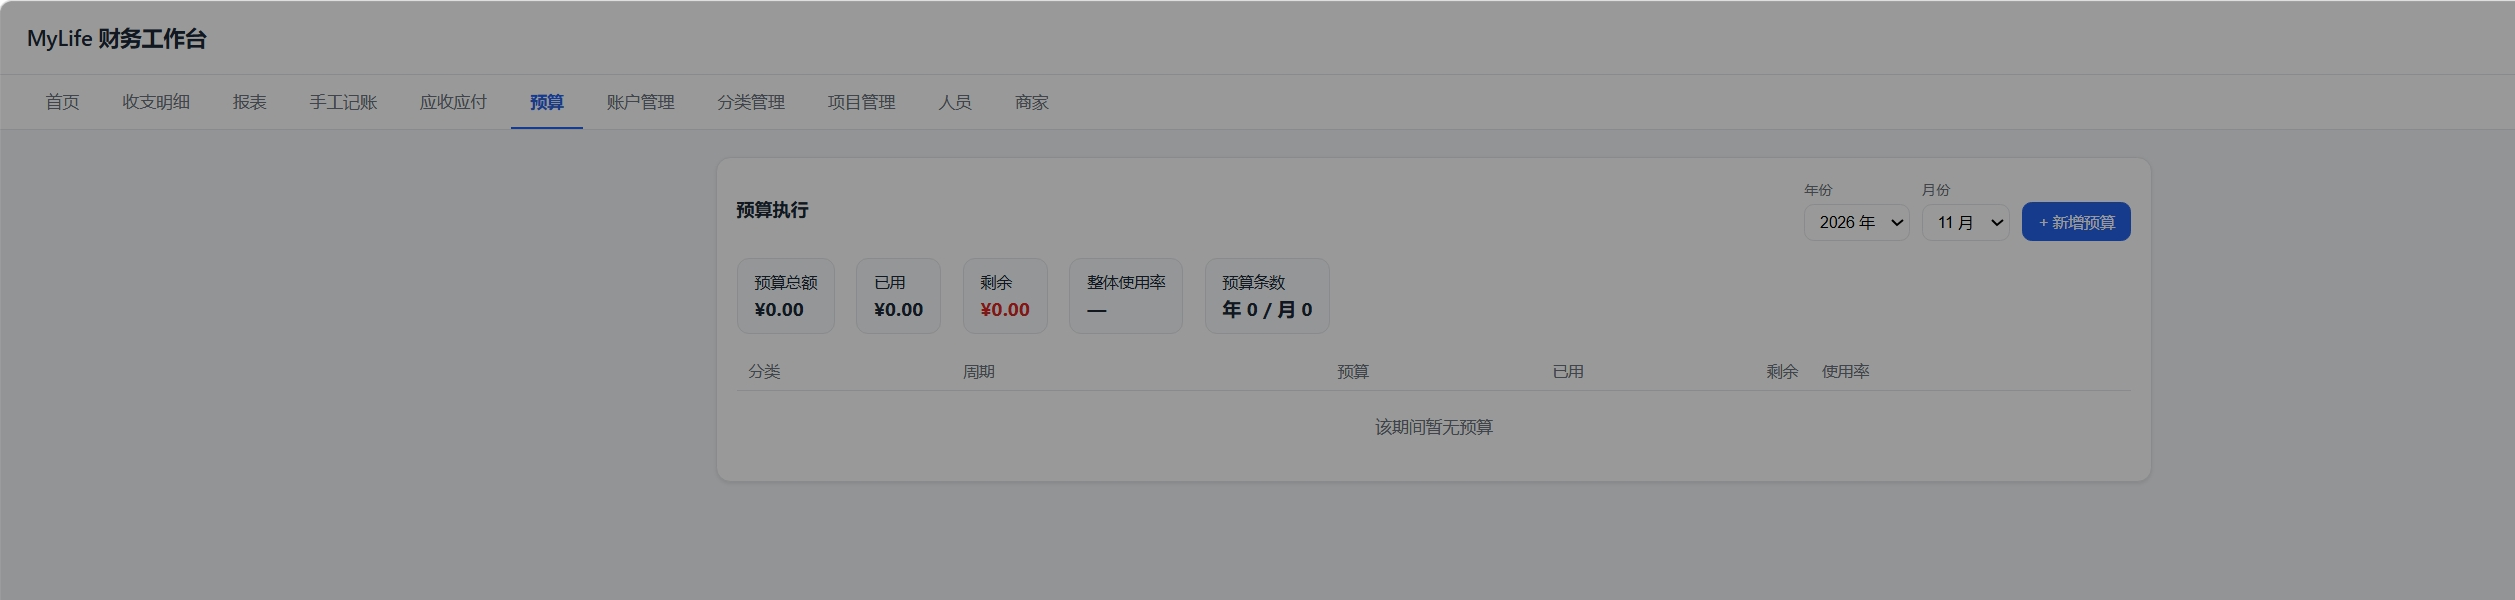 MyLife 财务工作台
首页 收支明细 报表 手工记账 应收应付 预算 账户管理 分类管理 项目管理 人员 商家
预算执行
年份 月份
2026 年 11 月 + 新增预算
预算总额 已用 剩余 整体使用率 预算条数
¥0.00 ¥0.00 ¥0.00 — 年 0 / 月 0
分类 周期 预算 已用 剩余 使用率
该期间暂无预算